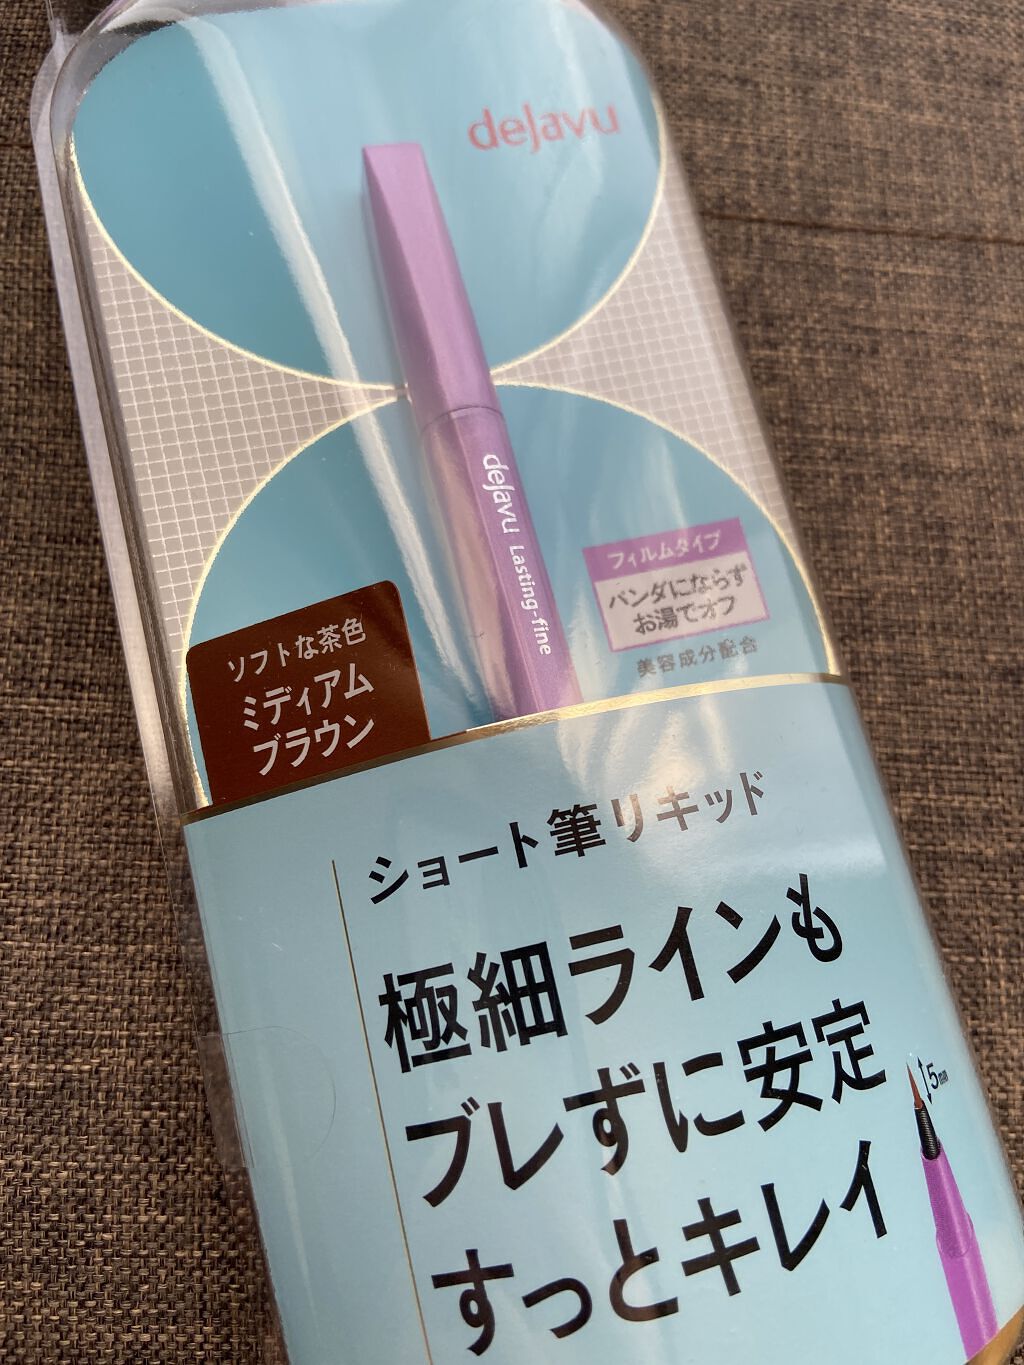 deJavu
deJavu Lasting-fine
フィルムタイプ
パンダにならず
お湯でオフ
美容成分配合
ソフトな茶色
ミディアム
ブラウン
ショート筆リキッド
極細ラインも
ブレずに安定
すっとキレイ
5mm